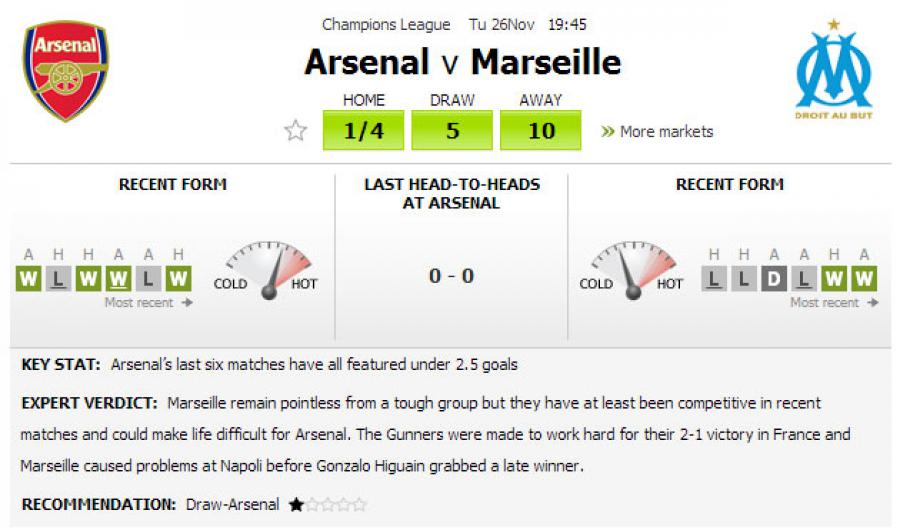 Champions League Tu 26Nov 19:45
Arsenal
Arsenal v Marseille
DROIT AU BUT
HOME DRAW AWAY
1/4 5 10 More markets
RECENT FORM
A H H A A H
W L W W L W
Most recent
COLD HOT
LAST HEAD-TO-HEADS
AT ARSENAL
0 - 0
RECENT FORM
COLD HOT
H H A A H A
L L D L W W
Most recent
KEY STAT: Arsenal's last six matches have all featured under 2.5 goals
EXPERT VERDICT: Marseille remain pointless from a tough group but they have at least been competitive in recent
matches and could make life difficult for Arsenal. The Gunners were made to work hard for their 2-1 victory in France and
Marseille caused problems at Napoli before Gonzalo Higuain grabbed a late winner.
RECOMMENDATION: Draw-Arsenal